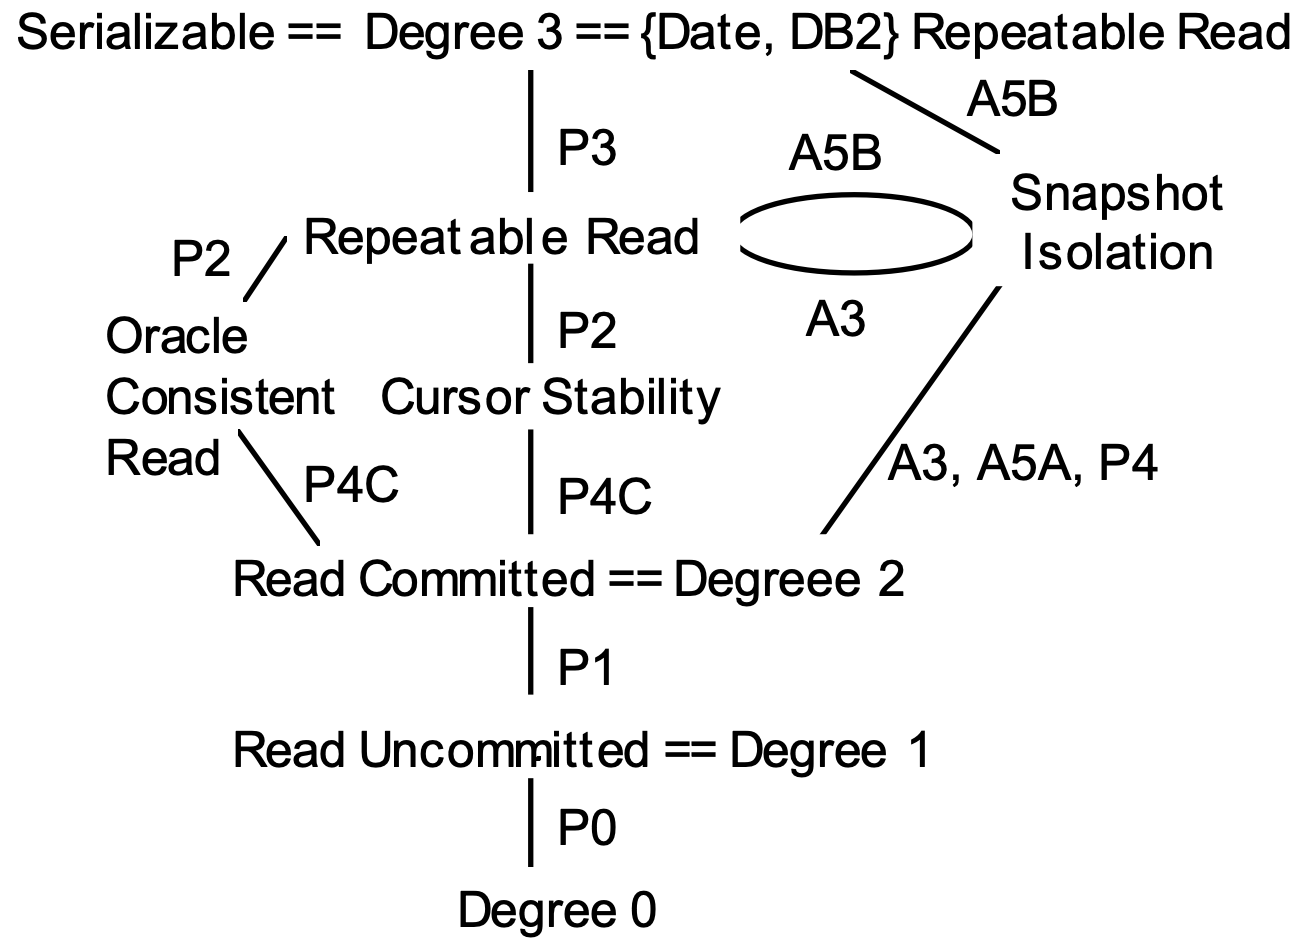 Serializable == Degree 3 == {Date, DB2} Repeatable Read
A5B
P3
A5B
Snapshot
Isolation
P2
Repeatable Read
A3
Oracle
Consistent
Read
P2
Cursor Stability
P4C
P4C
A3, A5A, P4
Read Committed == Degreee 2
P1
Read Uncommitted == Degree 1
P0
Degree 0